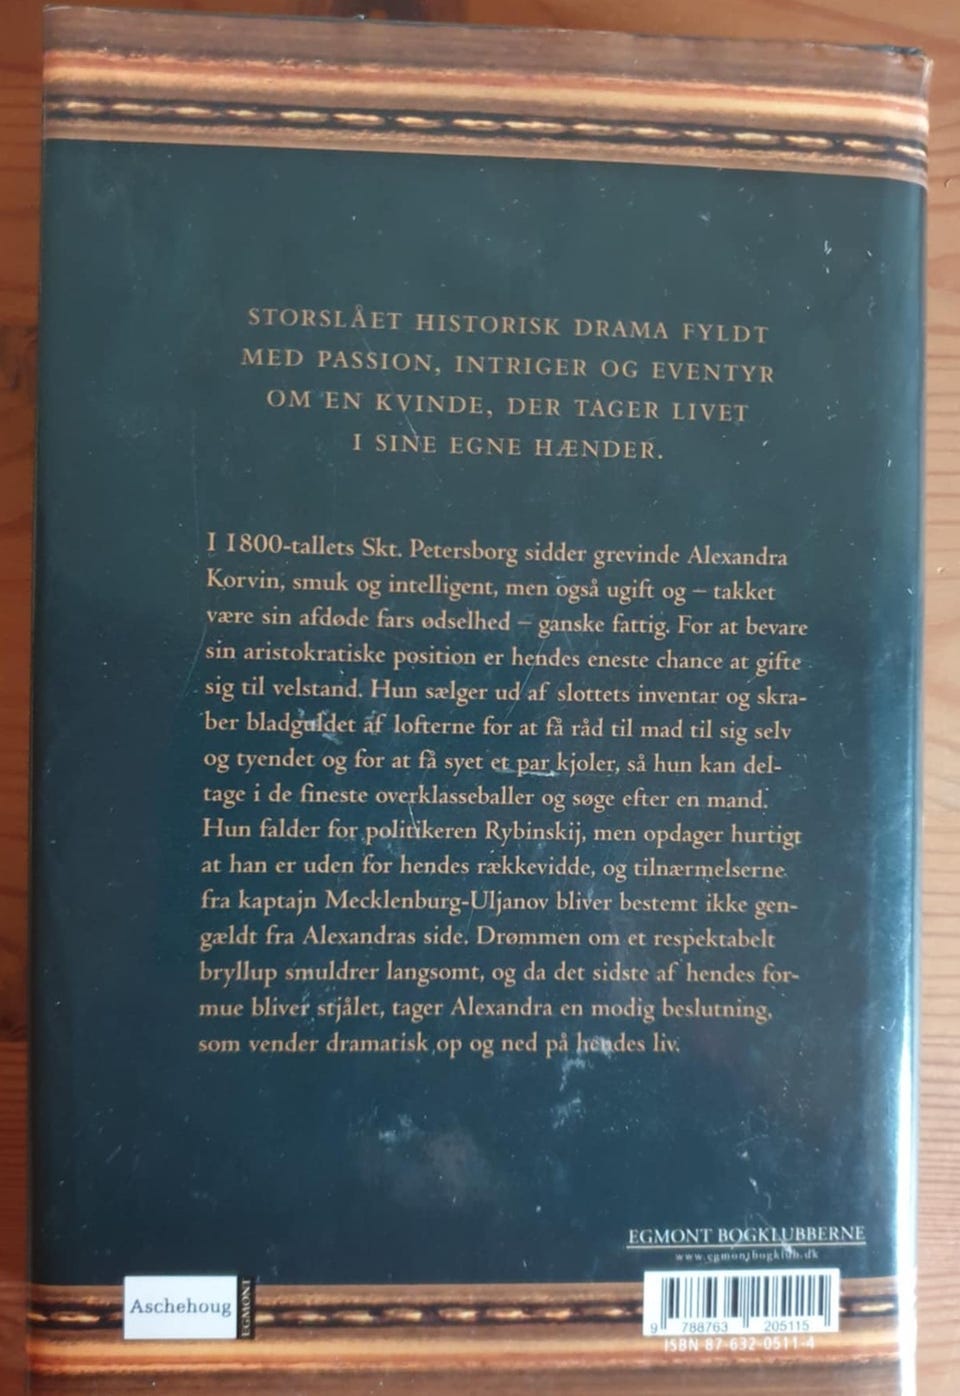 STORSLÅET HISTORISK DRAMA FYLDT
MED PASSION, INTRIGER OG EVENTYR
OM EN KVINDE, DER TAGER LIVET
I SINE EGNE HÆNDER.
I 1800-tallets Skt. Petersborg sidder grevinde Alexandra
Korvin, smuk og intelligent, men også ugift og – takket
være sin afdøde fars ødselhed – ganske fattig. For at bevare
sin aristokratiske position er hendes eneste chance at gifte
sig til velstand. Hun sælger ud af slottets inventar og skra-
ber bladguldet af lofterne for at få råd til mad til sig selv
og tyendet og for at få syet et par kjoler, så hun kan del-
tage i de fineste overklasseballer og søge efter en mand.
Hun falder for politikeren Rybinskij, men opdager hurtigt
at han er uden for hendes rækkevidde, og tilnærmelserne
fra kaptajn Mecklenburg-Uljanov bliver bestemt ikke gen-
gældt fra Alexandras side. Drømmen om et respektabelt
bryllup smuldrer langsomt, og da det sidste af hendes for-
mue bliver stjålet, tager Alexandra en modig beslutning,
som vender dramatisk op og ned på hendes liv.
EGMONT BOGKLUBBERNE
www.egmontbogklub.dk
Aschehoug
EGMONT
9 788763 205115
ISBN 87-632-0511-4